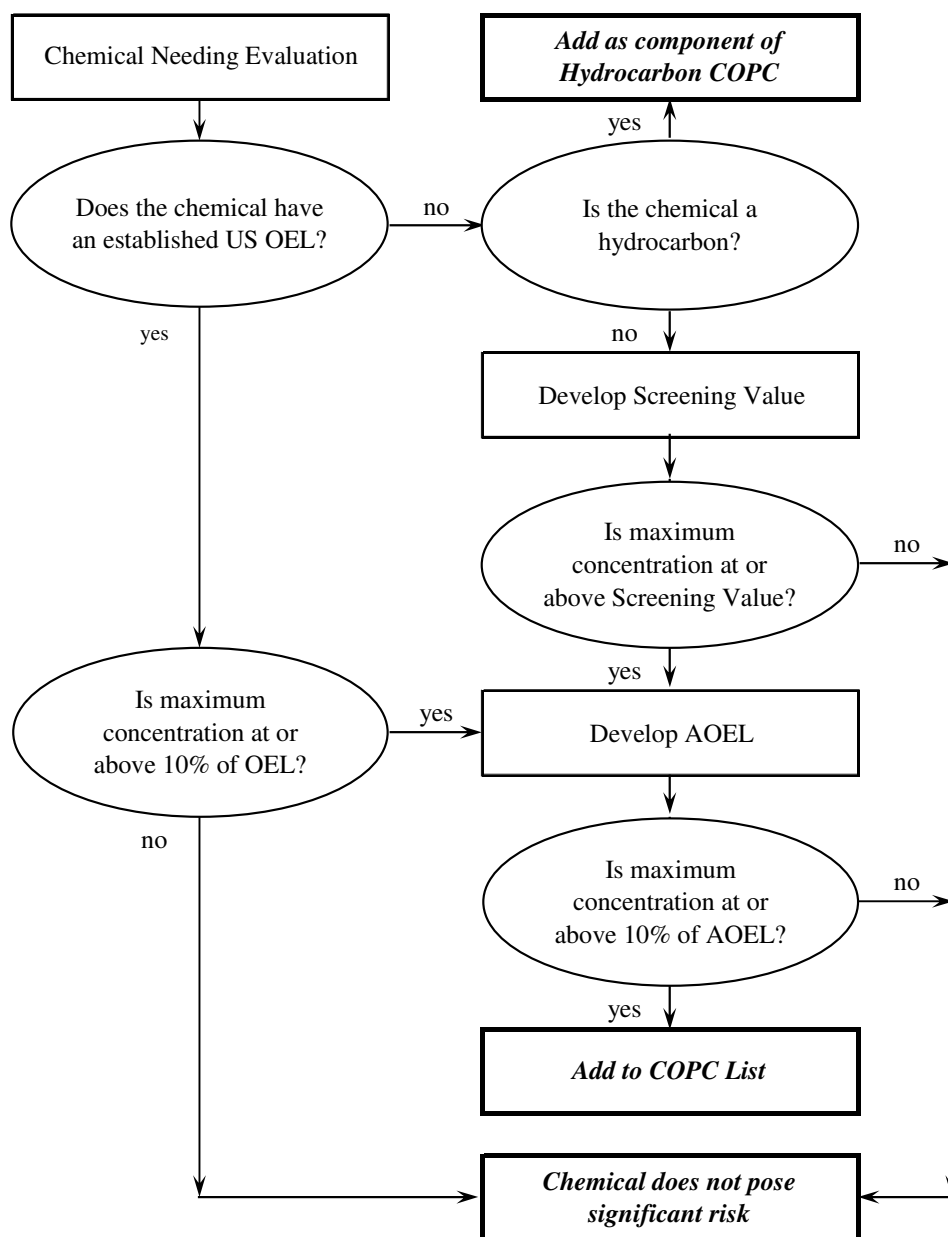 Chemical Needing Evaluation
Add as component of
Hydrocarbon COPC
yes
Does the chemical have
an established US OEL?
no
Is the chemical a
hydrocarbon?
yes
no
Develop Screening Value
Is maximum
concentration at or
above Screening Value?
no
yes
Is maximum
concentration at or
above 10% of OEL?
yes
Develop AOEL
no
Is maximum
concentration at or
above 10% of AOEL?
no
yes
Add to COPC List
Chemical does not pose
significant risk